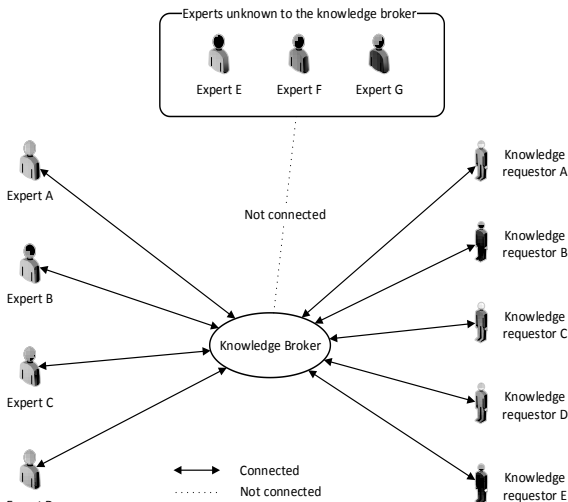 Experts unknown to the knowledge broker
Expert E
Expert F
Expert G
Expert A
Knowledge
requestor A
Not connected
Knowledge
requestor B
Expert B
Knowledge Broker
Knowledge
requestor C
Expert C
Knowledge
requestor D
Connected
Not connected
Knowledge
requestor E